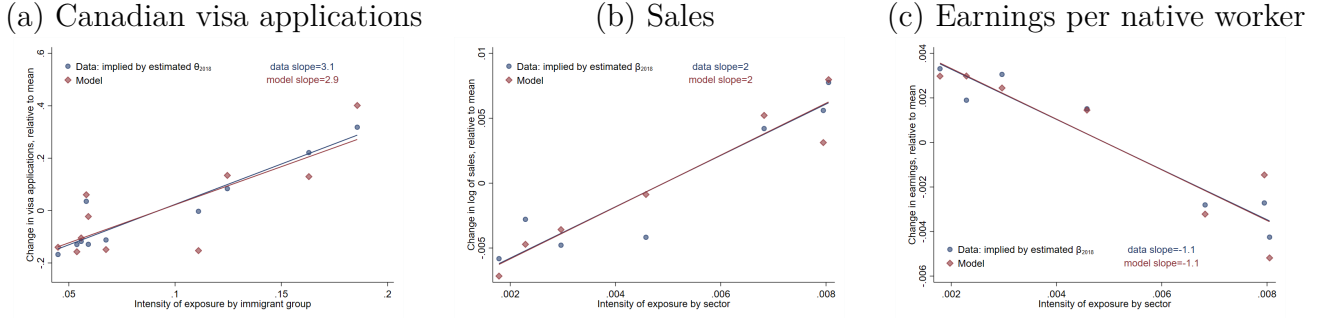 (a) Canadian visa applications
Change in visa applications, relative to mean
.6
.4
.2
0
-.2
Data: implied by estimated θ2018
Model
data slope=3.1
model slope=2.9
.05
.1
.15
.2
Intensity of exposure by immigrant group
(b) Sales
Change in log of sales, relative to mean
.01
.005
0
-.005
Data: implied by estimated β2018
Model
data slope=2
model slope=2
.002
.004
.006
.008
Intensity of exposure by sector
(c) Earnings per native worker
Change in earnings, relative to mean
.004
.002
0
-.002
-.004
-.006
Data: implied by estimated β2018
Model
data slope=-1.1
model slope=-1.1
.002
.004
.006
.008
Intensity of exposure by sector